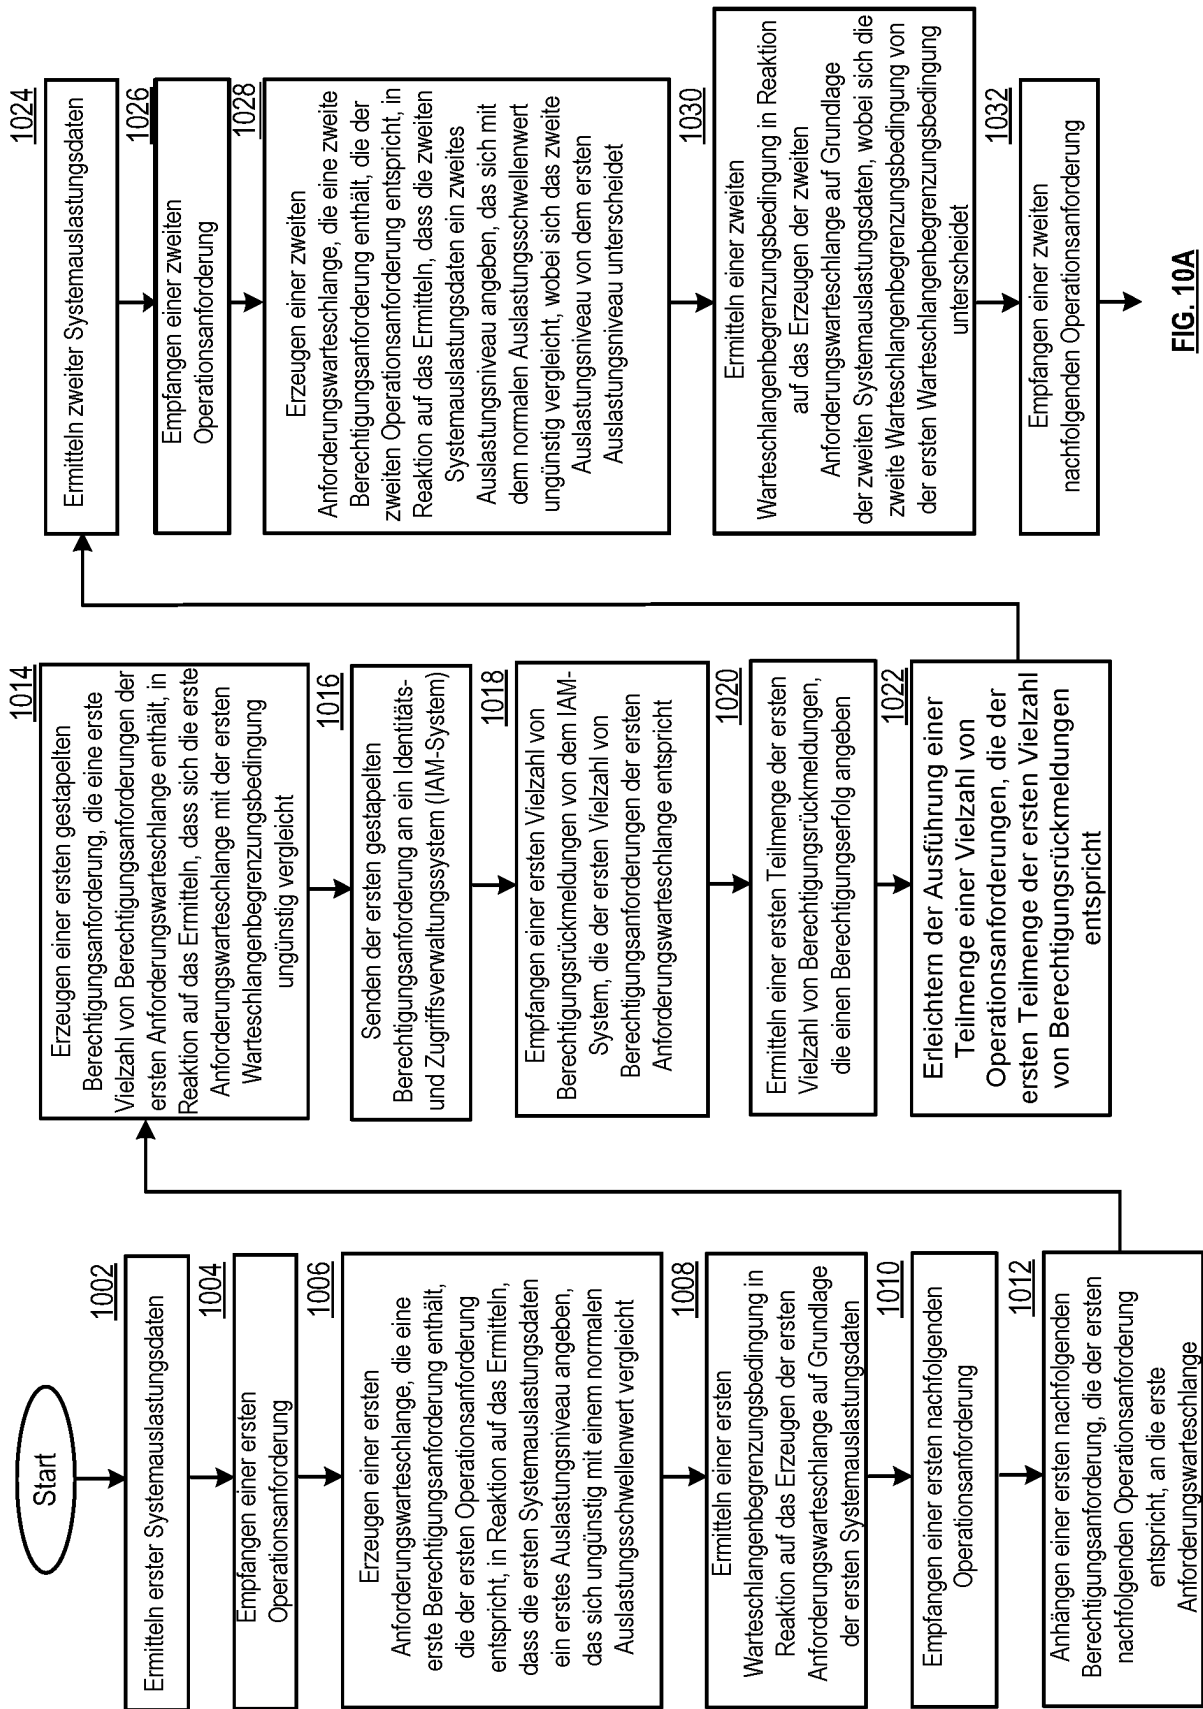 Start
1002
Ermitteln erster Systemauslastungsdaten
1004
Empfangen einer ersten
Operationsanforderung
1006
Erzeugen einer ersten
Anforderungswarteschlange, die eine
erste Berechtigungsanforderung enthält,
die der ersten Operationsanforderung
entspricht, in Reaktion auf das Ermitteln,
dass die ersten Systemauslastungsdaten
ein erstes Auslastungsniveau angeben,
das sich ungünstig mit einem normalen
Auslastungsschwellenwert vergleicht
1008
Ermitteln einer ersten
Warteschlangenbegrenzungsbedingung in
Reaktion auf das Erzeugen der ersten
Anforderungswarteschlange auf Grundlage
der ersten Systemauslastungsdaten
1010
Empfangen einer ersten nachfolgenden
Operationsanforderung
1012
Anhängen einer ersten nachfolgenden
Berechtigungsanforderung, die der ersten
nachfolgenden Operationsanforderung
entspricht, an die erste
Anforderungswarteschlange
1014
Erzeugen einer ersten gestapelten
Berechtigungsanforderung, die eine erste
Vielzahl von Berechtigungsanforderungen der
ersten Anforderungswarteschlange enthält, in
Reaktion auf das Ermitteln, dass sich die erste
Anforderungswarteschlange mit der ersten
Warteschlangenbegrenzungsbedingung
ungünstig vergleicht
1016
Senden der ersten gestapelten
Berechtigungsanforderung an ein Identitäts-
und Zugriffsverwaltungssystem (IAM-System)
1018
Empfangen einer ersten Vielzahl von
Berechtigungsrückmeldungen von dem IAM-
System, die der ersten Vielzahl von
Berechtigungsanforderungen der ersten
Anforderungswarteschlange entspricht
1020
Ermitteln einer ersten Teilmenge der ersten
Vielzahl von Berechtigungsrückmeldungen,
die einen Berechtigungserfolg angeben
1022
Erleichtern der Ausführung einer
Teilmenge einer Vielzahl von
Operationsanforderungen, die der
ersten Teilmenge der ersten Vielzahl
von Berechtigungsrückmeldungen
entspricht
1024
Ermitteln zweiter Systemauslastungsdaten
1026
Empfangen einer zweiten
Operationsanforderung
1028
Erzeugen einer zweiten
Anforderungswarteschlange, die eine zweite
Berechtigungsanforderung enthält, die der
zweiten Operationsanforderung entspricht, in
Reaktion auf das Ermitteln, dass die zweiten
Systemauslastungsdaten ein zweites
Auslastungsniveau angeben, das sich mit
dem normalen Auslastungsschwellenwert
ungünstig vergleicht, wobei sich das zweite
Auslastungsniveau von dem ersten
Auslastungsniveau unterscheidet
1030
Ermitteln einer zweiten
Warteschlangenbegrenzungsbedingung in Reaktion
auf das Erzeugen der zweiten
Anforderungswarteschlange auf Grundlage
der zweiten Systemauslastungsdaten, wobei sich die
zweite Warteschlangenbegrenzungsbedingung von
der ersten Warteschlangenbegrenzungsbedingung
unterscheidet
1032
Empfangen einer zweiten
nachfolgenden Operationsanforderung
FIG. 10A